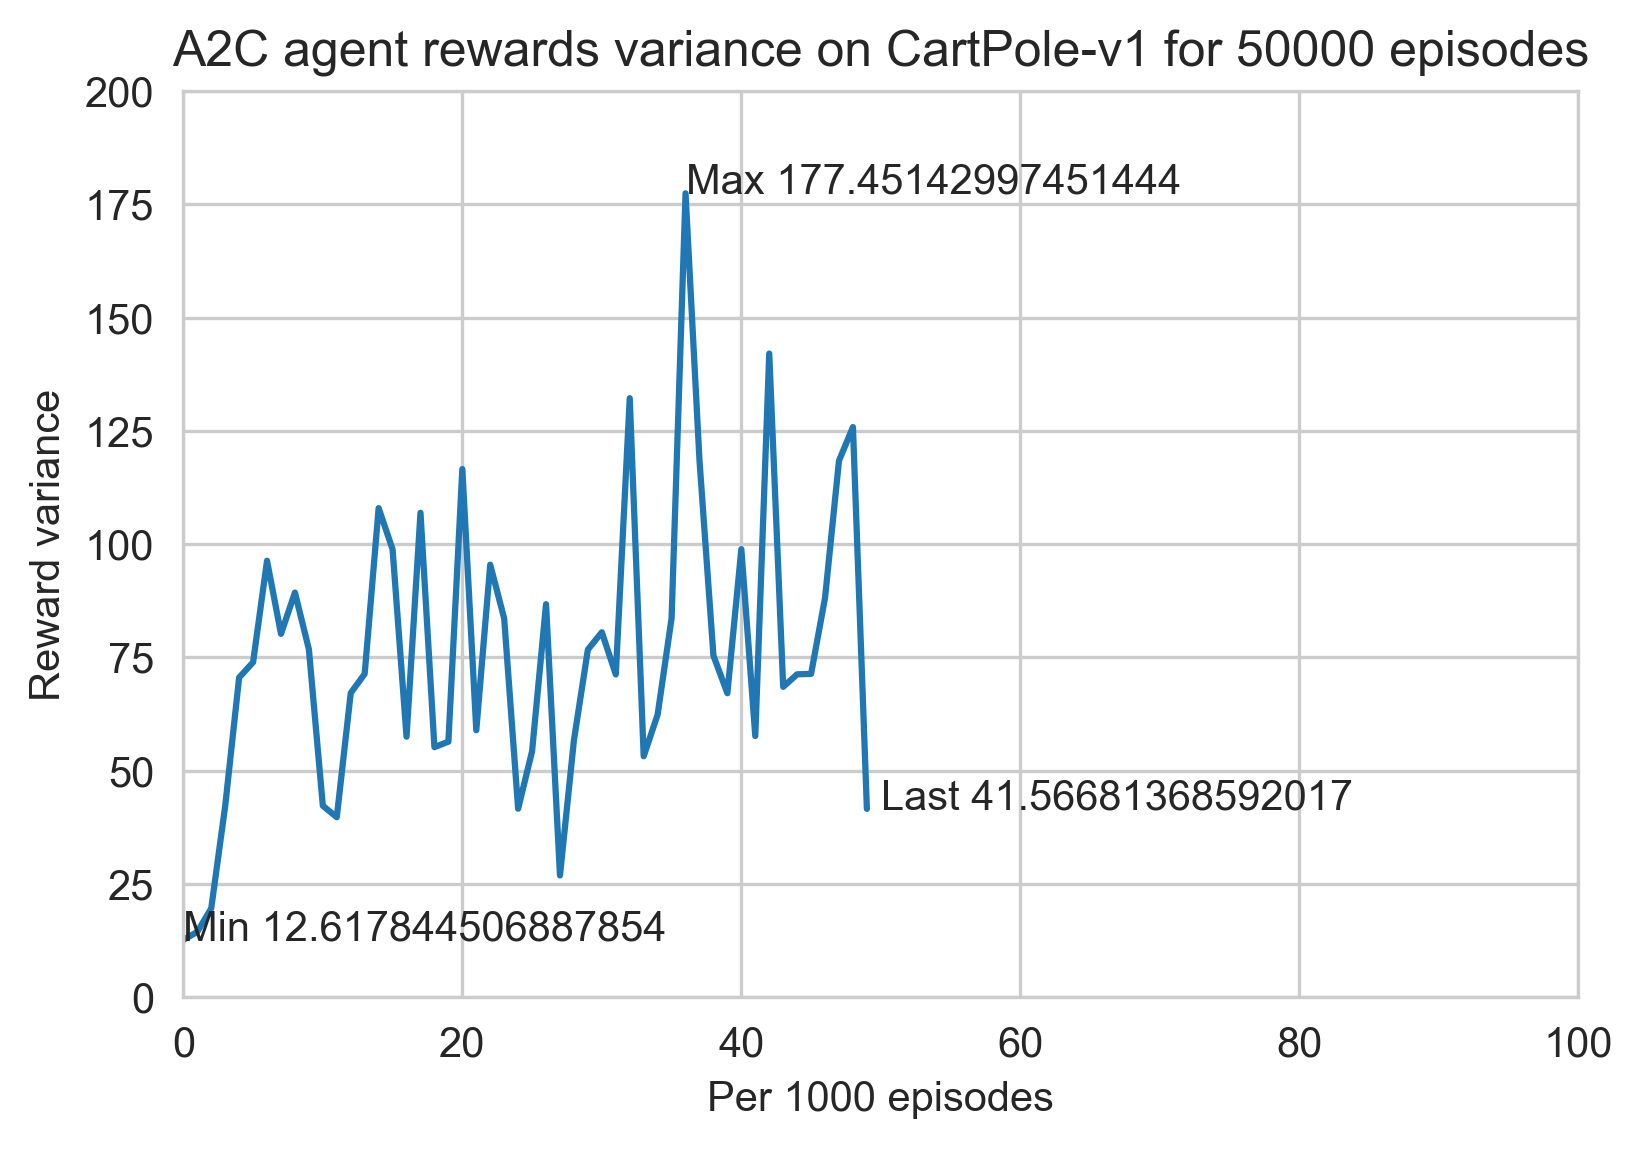 A2C agent rewards variance on CartPole-v1 for 50000 episodes
200
175
150
125
100
75
50
25
0
Reward variance
Max 177.45142997451444
Last 41.56681368592017
Min 12.617844506887854
0 20 40 60 80 100
Per 1000 episodes